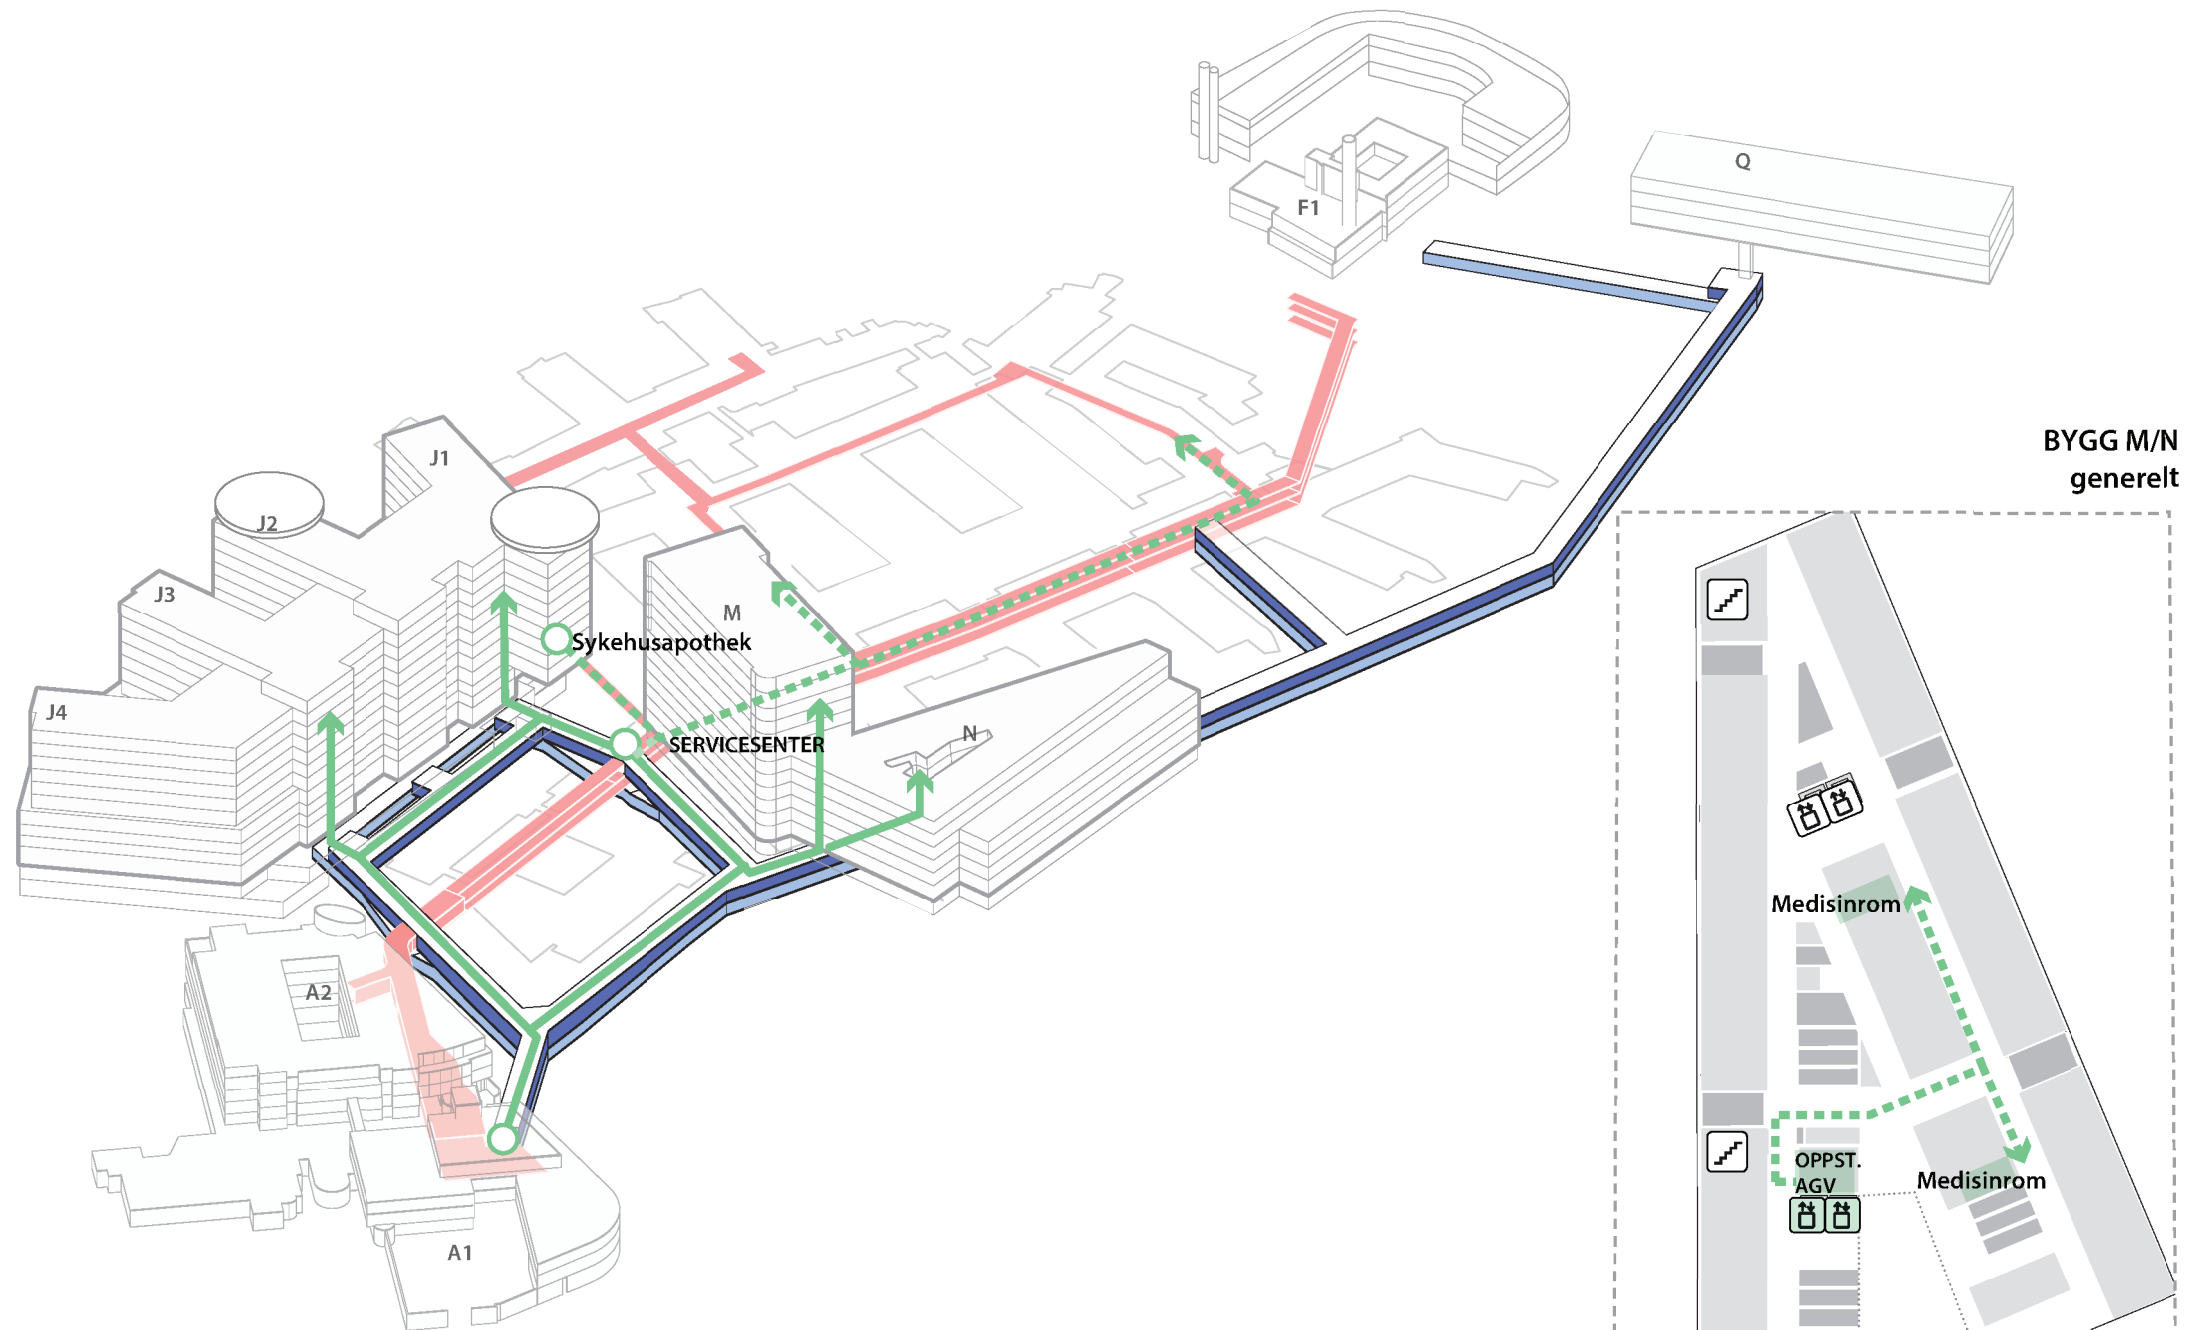 Q
F1
BYGG M/N
generelt
J1
J2
J3
M
Sykehusapothek
J4
N
SERVICESENTER
Medisinrom
A2
OPPST.
AGV
Medisinrom
A1